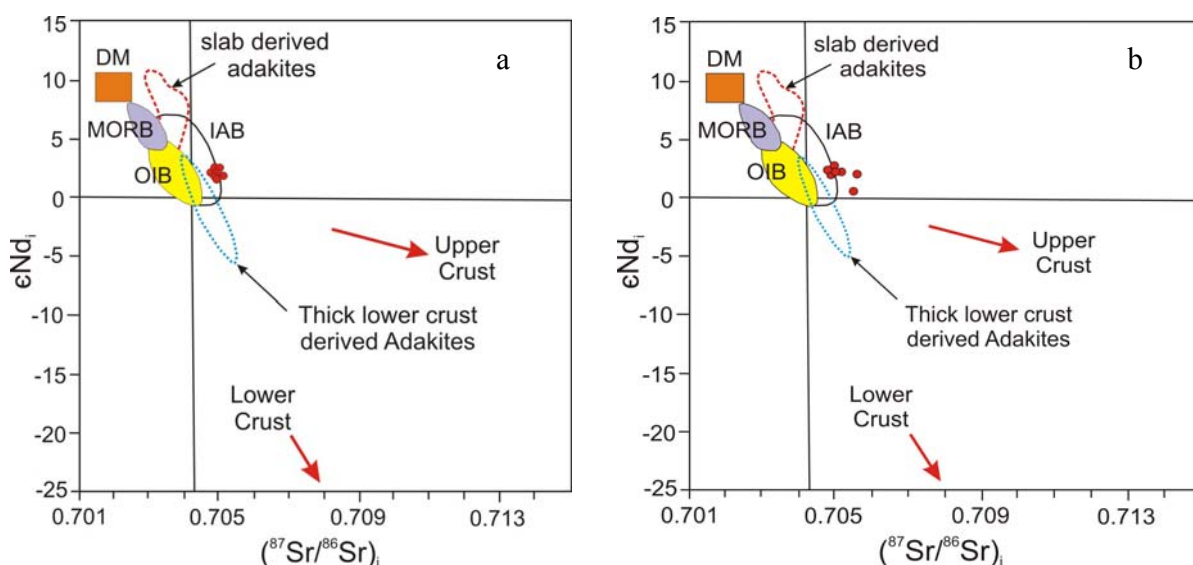 a
15
10
5
0
-5
-10
-15
-20
-25
ЄNdᵢ
DM
MORB
OIB
IAB
slab derived
adakites
Upper
Crust
Thick lower crust
derived Adakites
Lower
Crust
0.701
0.705
0.709
0.713
(⁸⁷Sr/⁸⁶Sr)ᵢ
b
15
10
5
0
-5
-10
-15
-20
-25
ЄNdᵢ
DM
MORB
OIB
IAB
slab derived
adakites
Upper
Crust
Thick lower crust
derived Adakites
Lower
Crust
0.701
0.705
0.709
0.713
(⁸⁷Sr/⁸⁶Sr)ᵢ